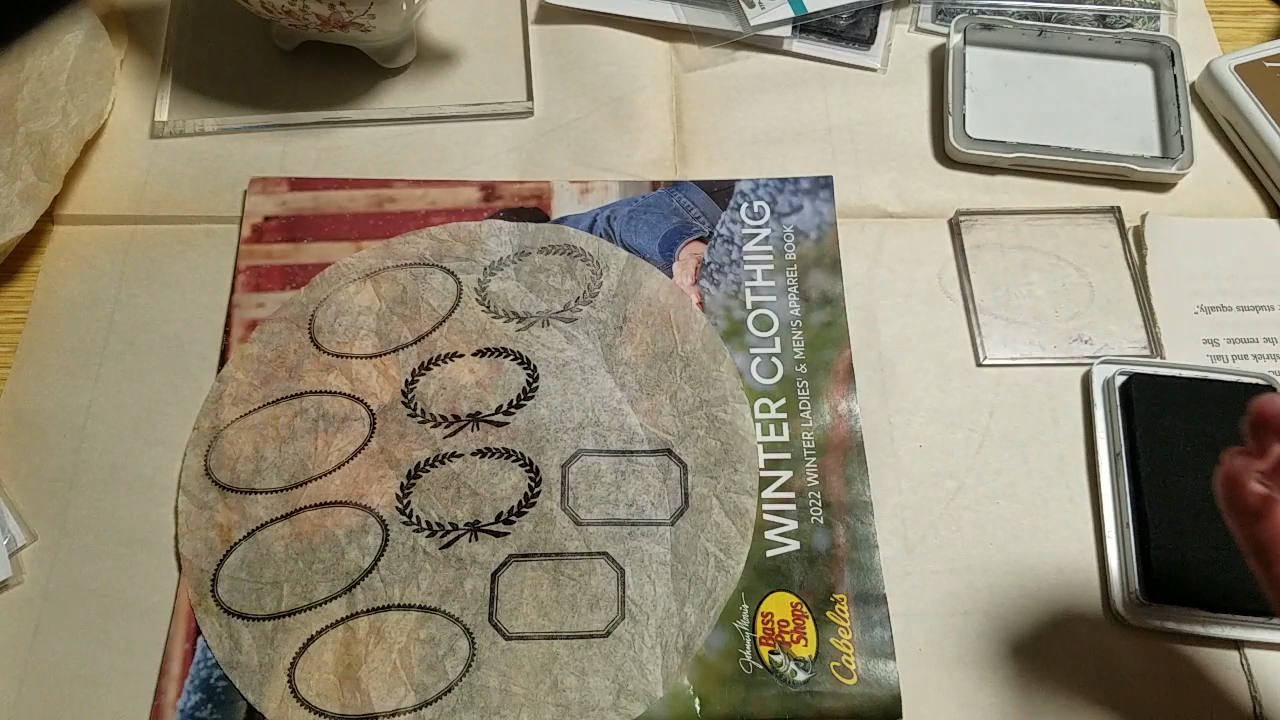 WINTER CLOTHING
2022 WINTER LADIES' & MEN'S APPAREL BOOK
Johnny Morris
Bass
Pro
Shops
Cabela's
students equally."
the remote. She
shriek and flail,